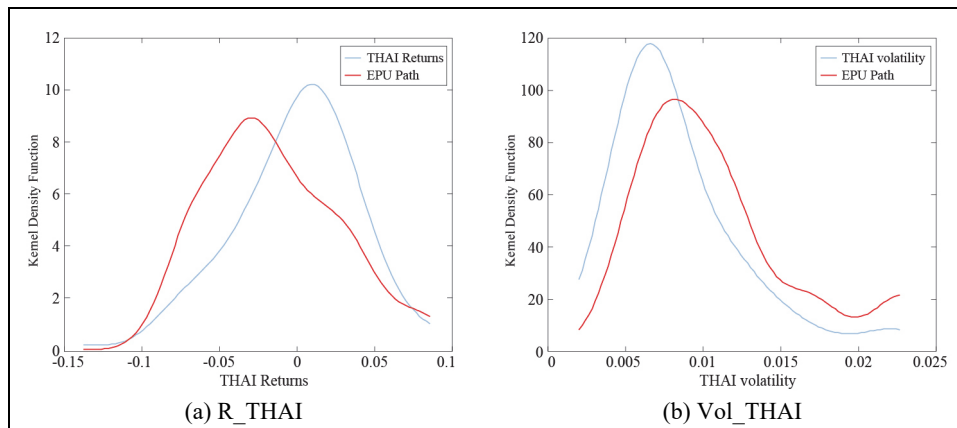 12
10
8
6
4
2
0
-0.15
-0.1
-0.05
0
0.05
0.1
Kernel Density Function
THAI Returns
EPU Path
THAI Returns
(a) R_THAI
120
100
80
60
40
20
0
0
0.005
0.01
0.015
0.02
0.025
Kernel Density Function
THAI volatility
EPU Path
THAI volatility
(b) Vol_THAI